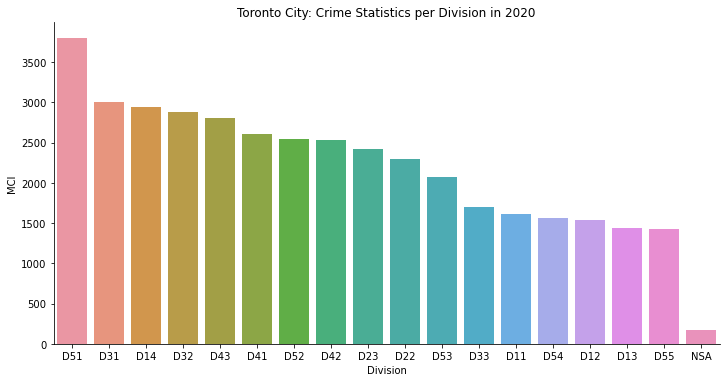 Toronto City: Crime Statistics per Division in 2020
MCI
3500
3000
2500
2000
1500
1000
500
0
D51 D31 D14 D32 D43 D41 D52 D42 D23 D22 D53 D33 D11 D54 D12 D13 D55 NSA
Division